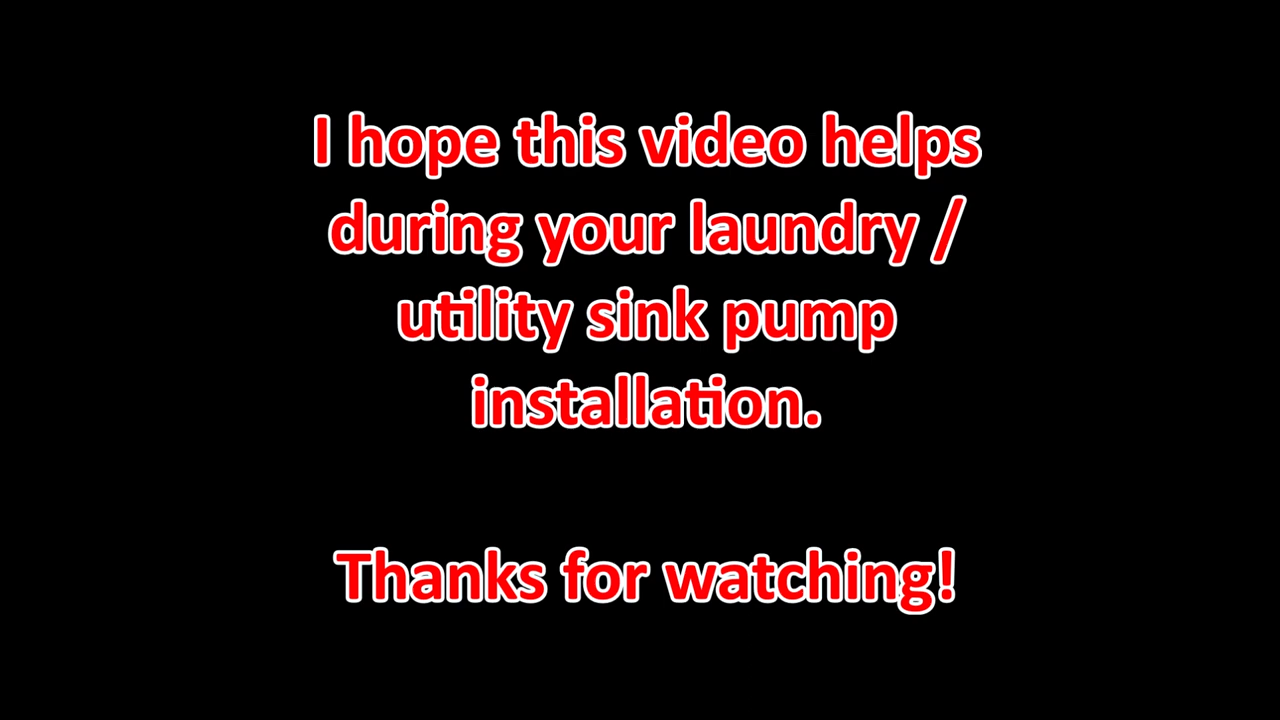 I hope this video helps
during your laundry /
utility sink pump
installation.
Thanks for watching!